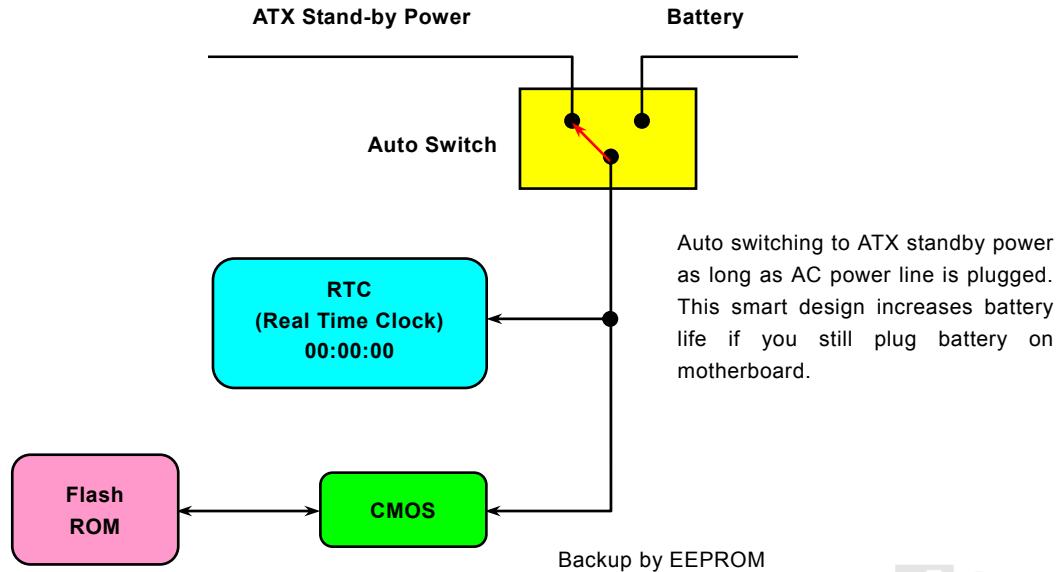 ATX Stand-by Power
Battery
Auto Switch
Auto switching to ATX standby power
as long as AC power line is plugged.
This smart design increases battery
life if you still plug battery on
motherboard.
RTC
(Real Time Clock)
00:00:00
Flash
ROM
CMOS
Backup by EEPROM